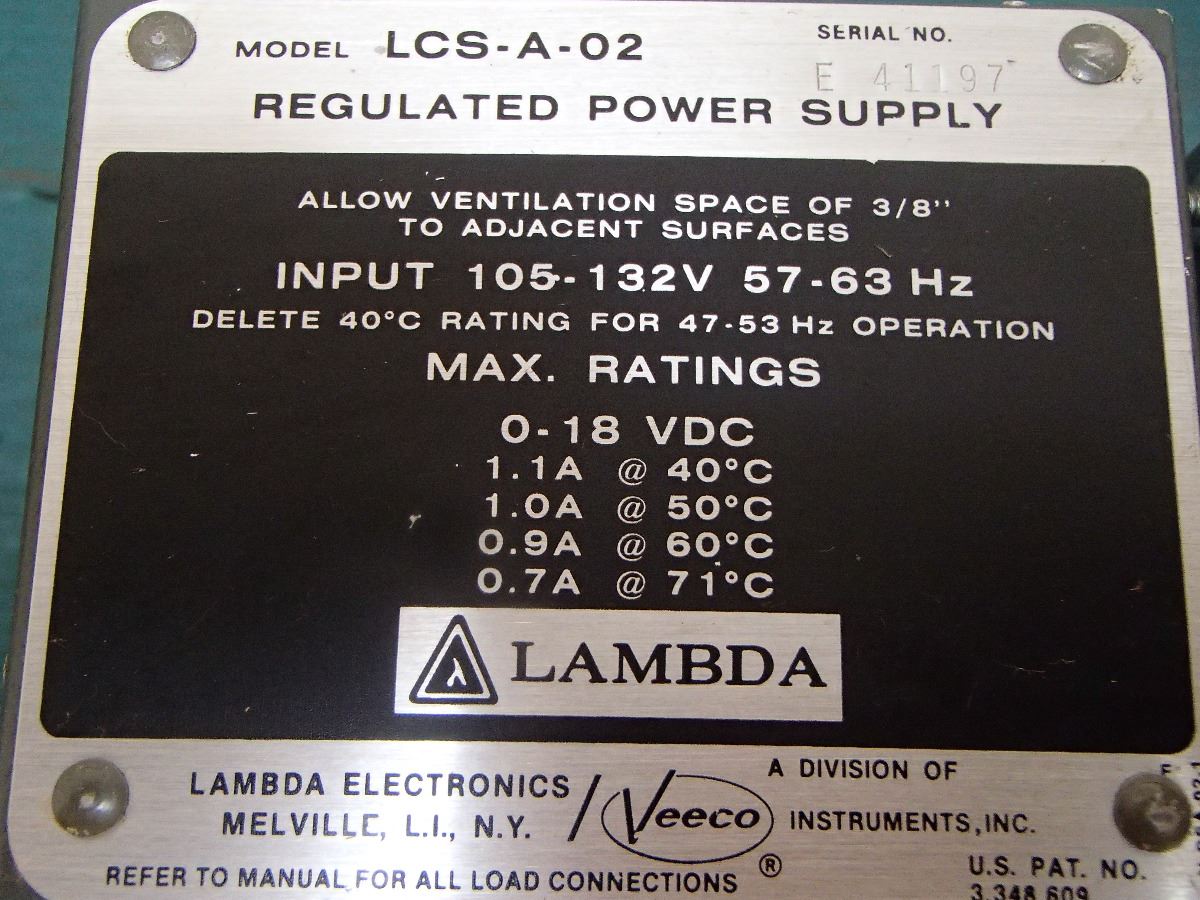 MODEL LCS-A-02
SERIAL NO.
E 41197
REGULATED POWER SUPPLY
ALLOW VENTILATION SPACE OF 3/8"
TO ADJACENT SURFACES
INPUT 105-132V 57-63 Hz
DELETE 40°C RATING FOR 47-53 Hz OPERATION
MAX. RATINGS
0-18 VDC
1.1A @ 40°C
1.0A @ 50°C
0.9A @ 60°C
0.7A @ 71°C
LAMBDA
LAMBDA ELECTRONICS
MELVILLE, L.I., N.Y.
/ Veeco ®
A DIVISION OF
INSTRUMENTS, INC.
REFER TO MANUAL FOR ALL LOAD CONNECTIONS
U.S. PAT. NO.
3,348,609